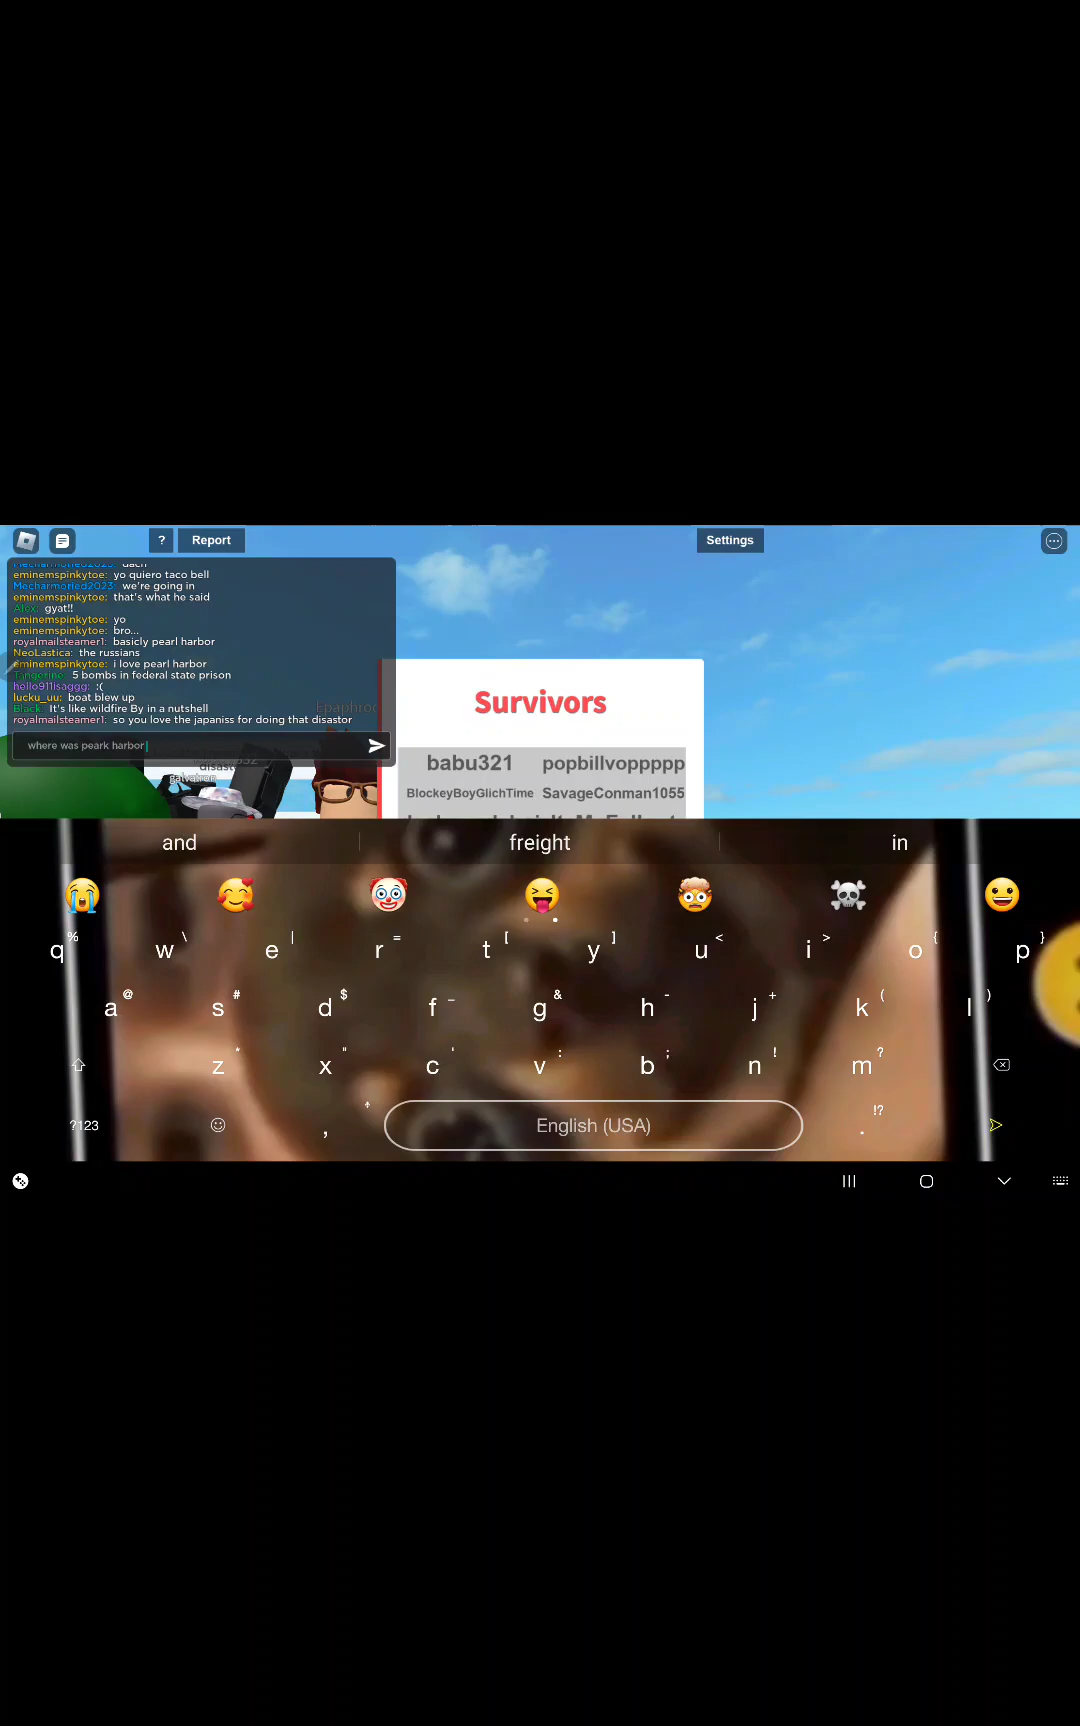 ? Report Settings
eminemspinkytoe: yo quiero taco bell
Mecharmoried2023: we're going in
eminemspinkytoe: that's what he said
Alex: gyat!!
eminemspinkytoe: yo
eminemspinkytoe: bro...
royalmailsteamer1: basicly pearl harbor
NeoLastica: the russians
eminemspinkytoe: i love pearl harbor
Tangerine: 5 bombs in federal state prison
hello911isaggg: :(
lucku_uu: boat blew up
Black: It's like wildfire By in a nutshell
royalmailsteamer1: so you love the japaniss for doing that disastor
where was peark harbor
galvatron
Survivors
babu321 popbillvoppppp
BlockeyBoyGlichTime SavageConman1055
and freight in
q % w \ e | r = t [ y ] u < i > o { p }
a @ s # d $ f _ g & h - j + k ( l )
z * x " c ' v : b ; n ! m ?
?123 , English (USA) . !?